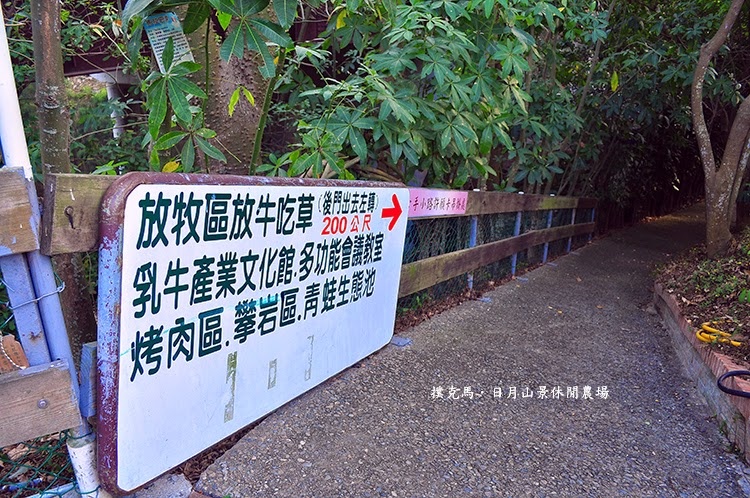 放牧區放牛吃草(後門出去左轉) 200公尺
乳牛產業文化館.多功能會議教室
烤肉區.攀岩區.青蛙生態池
撲克馬.日月山景休閒農場